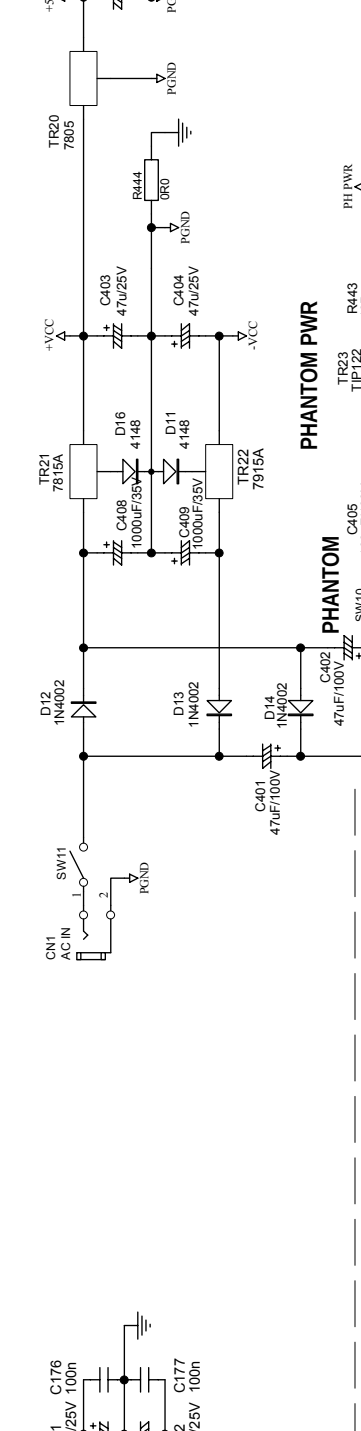 +5
PGND
TR20
7805
R444
0R0
PGND
PH PWR
+VCC
C403
47u/25V
C404
47u/25V
-VCC
PHANTOM PWR
R443
TR23
TIP122
TR21
7815A
D16
4148
D11
4148
TR22
7915A
C408
1000uF/35V
C409
1000uF/35V
C405
PHANTOM
SW10
D12
1N4002
D13
1N4002
D14
1N4002
C402
47uF/100V
C401
47uF/100V
SW11
1
2
PGND
CN1
AC IN
C176
100n
/25V
C177
100n
/25V